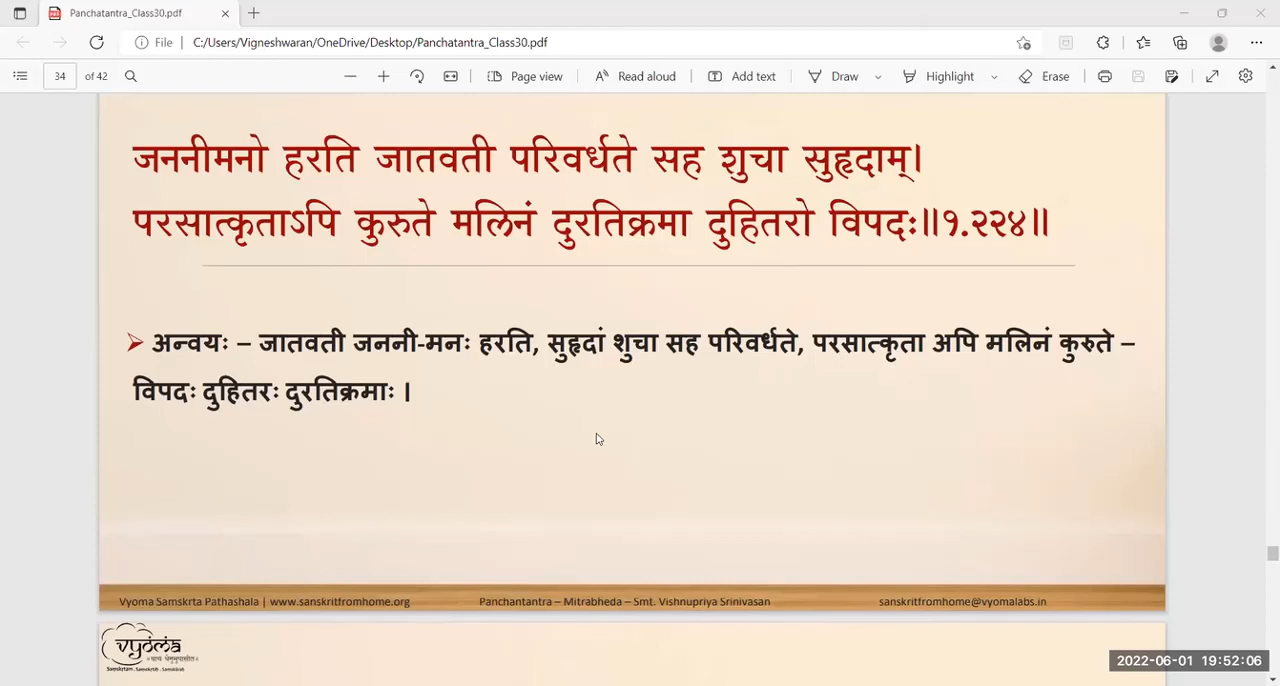 Panchatantra_Class30.pdf
File | C:/Users/Vigneshwaran/OneDrive/Desktop/Panchatantra_Class30.pdf
34 of 42 Page view Read aloud Add text Draw Highlight Erase
जननीमनो हरति जातवती परिवर्धते सह शुचा सुहृदाम्।
परसात्कृताऽपि कुरुते मलिनं दुरतिक्रमा दुहितरो विपदः॥१.२२४॥
अन्वयः – जातवती जननी-मनः हरति, सुहृदां शुचा सह परिवर्धते, परसात्कृता अपि मलिनं कुरुते –
विपदः दुहितरः दुरतिक्रमाः ।
Vyoma Samskrta Pathashala | www.sanskritfromhome.org Panchantantra – Mitrabheda – Smt. Vishnupriya Srinivasan sanskritfromhome@vyomalabs.in
vyoma
Samskrtam. Samskriti. Samskara
2022-06-01 19:52:06